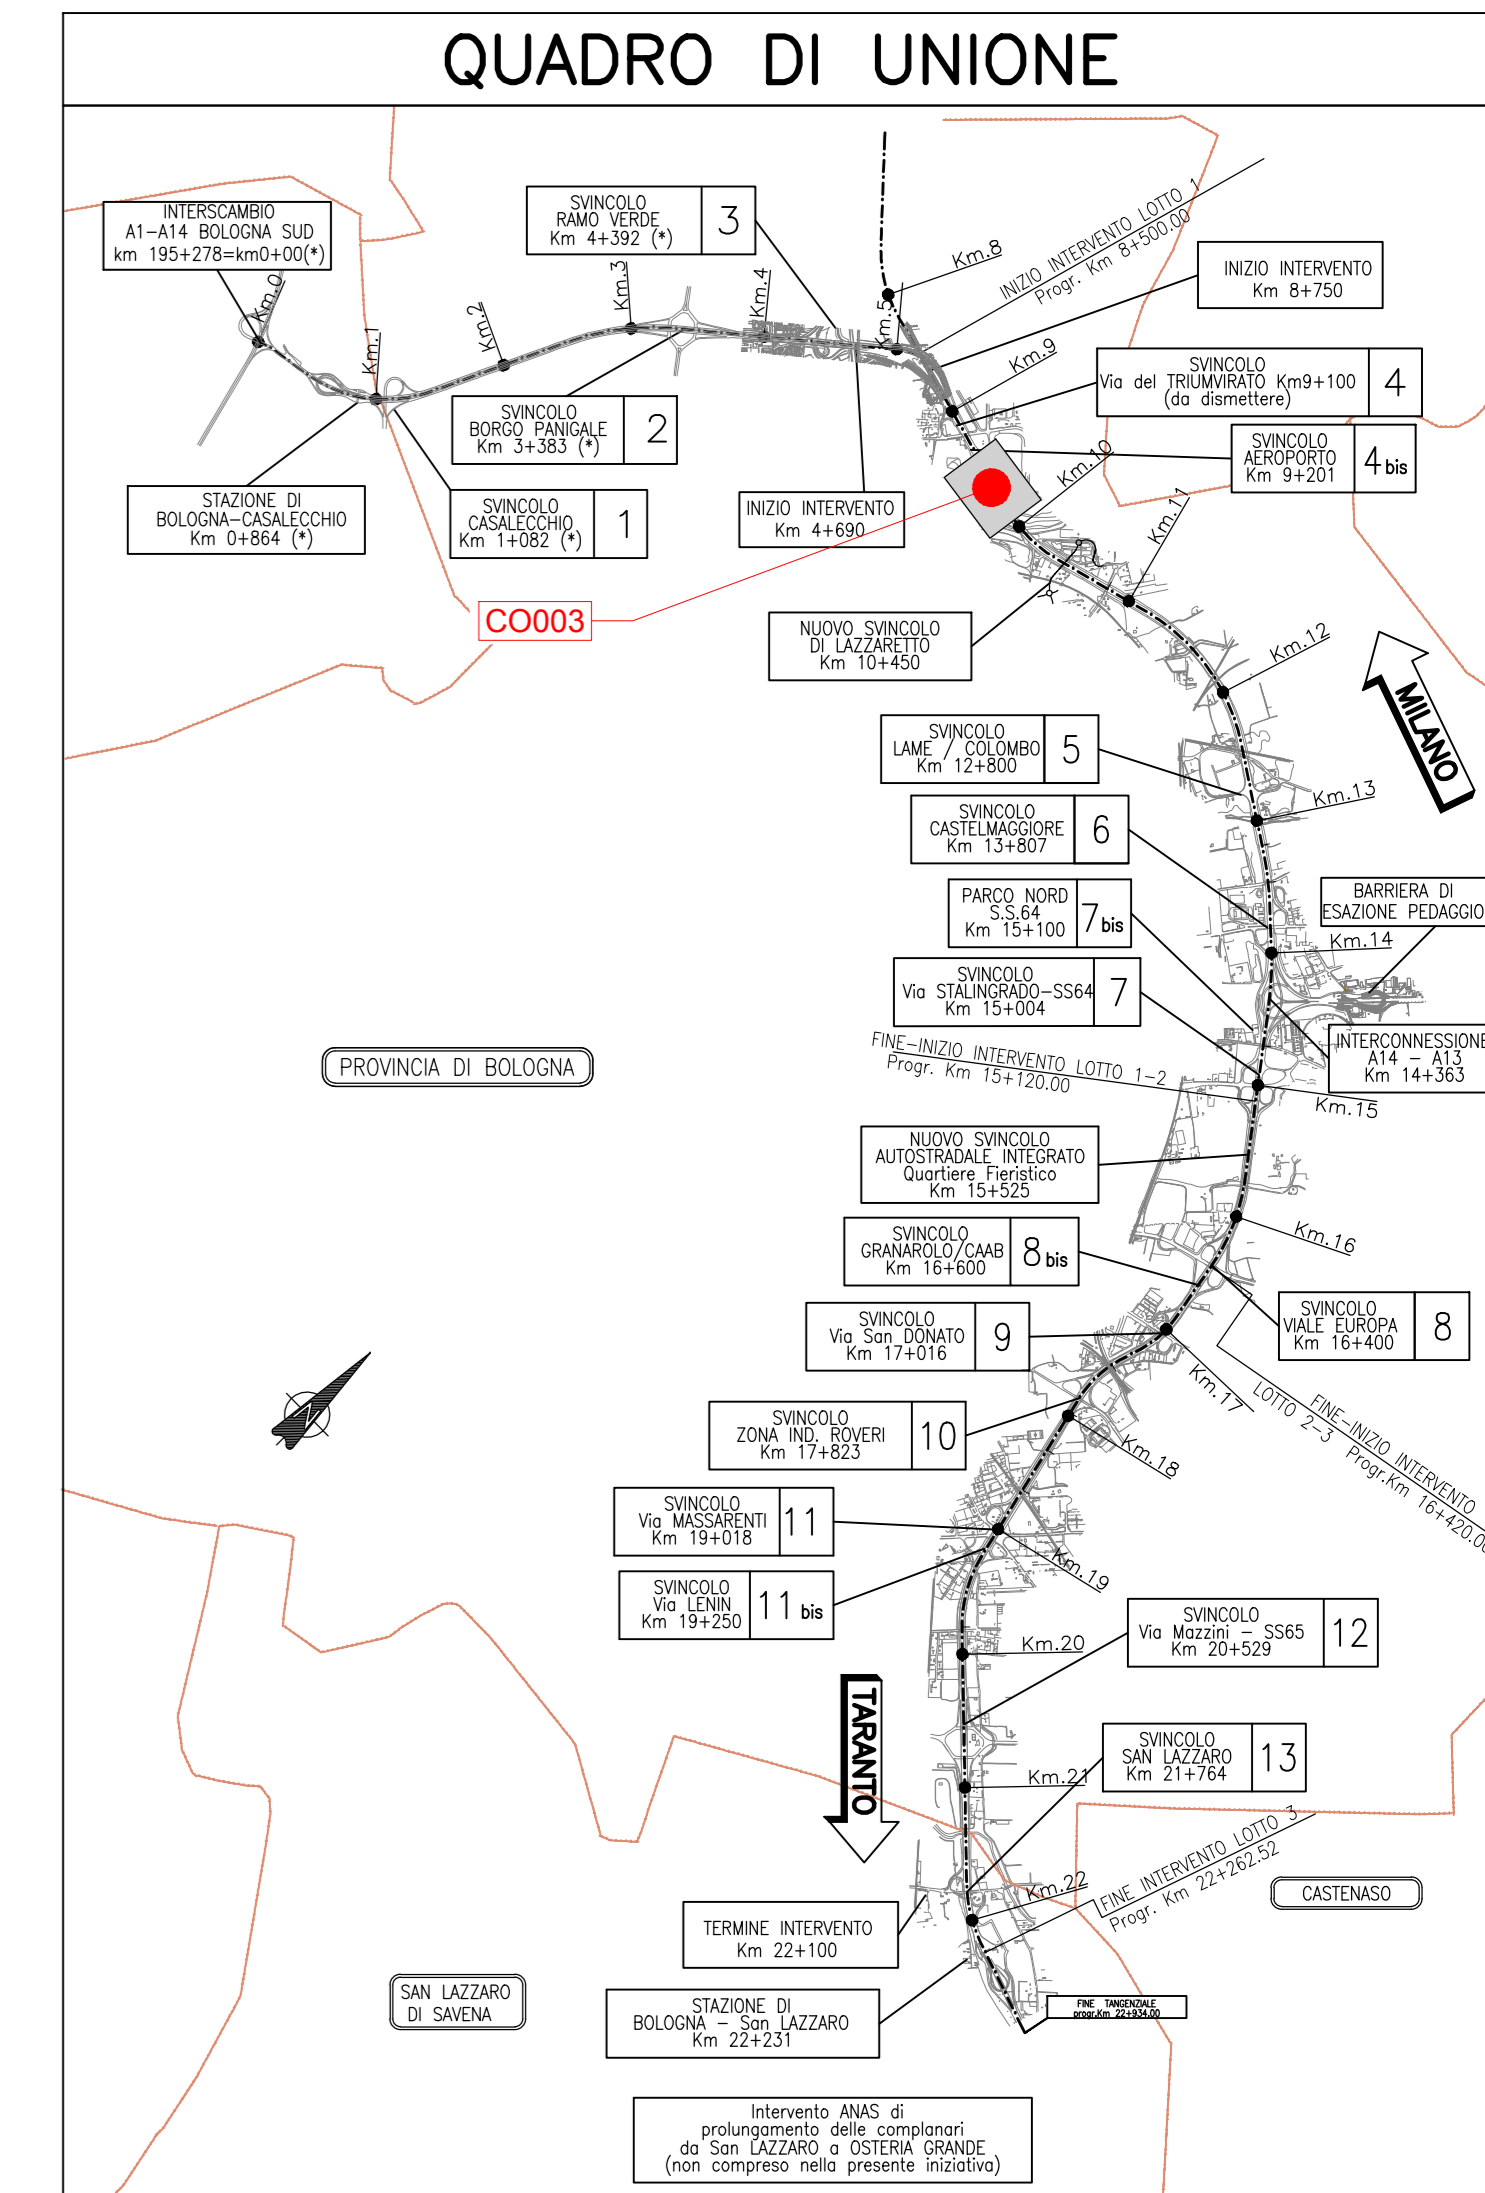 QUADRO DI UNIONE
INTERSCAMBIO
A1-A14 BOLOGNA SUD
km 195+278=km0+00(*)
SVINCOLO
RAMO VERDE
Km 4+392 (*)
3
INIZIO INTERVENTO LOTTO 1
Progr. Km 8+500.00
INIZIO INTERVENTO
Km 8+750
Km.0
Km.1
Km.2
Km.3
Km.4
Km.5
Km.8
Km.9
SVINCOLO
Via del TRIUMVIRATO Km9+100
(da dismettere)
4
SVINCOLO
BORGO PANIGALE
Km 3+383 (*)
2
SVINCOLO
AEROPORTO
Km 9+201
4 bis
STAZIONE DI
BOLOGNA-CASALECCHIO
Km 0+864 (*)
SVINCOLO
CASALECCHIO
Km 1+082 (*)
1
INIZIO INTERVENTO
Km 4+690
Km.10
Km.11
CO003
NUOVO SVINCOLO
DI LAZZARETTO
Km 10+450
Km.12
MILANO
SVINCOLO
LAME / COLOMBO
Km 12+800
5
Km.13
SVINCOLO
CASTELMAGGIORE
Km 13+807
6
PARCO NORD
S.S.64
Km 15+100
7 bis
BARRIERA DI
ESAZIONE PEDAGGIO
Km.14
SVINCOLO
Via STALINGRADO-SS64
Km 15+004
7
FINE-INIZIO INTERVENTO LOTTO 1-2
Progr. Km 15+120.00
INTERCONNESSIONE
A14 - A13
Km 14+363
Km.15
PROVINCIA DI BOLOGNA
NUOVO SVINCOLO
AUTOSTRADALE INTEGRATO
Quartiere Fieristico
Km 15+525
Km.16
SVINCOLO
GRANAROLO/CAAB
Km 16+600
8 bis
SVINCOLO
VIALE EUROPA
Km 16+400
8
SVINCOLO
Via San DONATO
Km 17+016
9
Km.17
FINE-INIZIO INTERVENTO
LOTTO 2-3 Progr.Km 16+420.00
N
SVINCOLO
ZONA IND. ROVERI
Km 17+823
10
Km.18
SVINCOLO
Via MASSARENTI
Km 19+018
11
Km.19
SVINCOLO
Via LENIN
Km 19+250
11 bis
SVINCOLO
Via Mazzini - SS65
Km 20+529
12
Km.20
TARANTO
SVINCOLO
SAN LAZZARO
Km 21+764
13
Km.21
FINE INTERVENTO LOTTO 3
Progr. Km 22+262.52
Km.22
CASTENASO
TERMINE INTERVENTO
Km 22+100
SAN LAZZARO
DI SAVENA
STAZIONE DI
BOLOGNA - San LAZZARO
Km 22+231
FINE TANGENZIALE
progr.Km 22+934.00
Intervento ANAS di
prolungamento delle complanari
da San LAZZARO a OSTERIA GRANDE
(non compreso nella presente iniziativa)